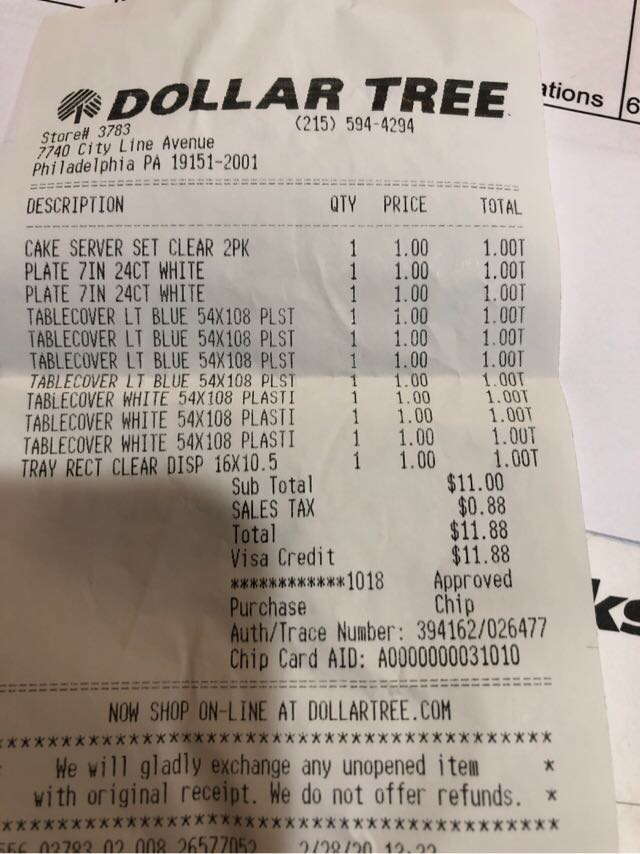 ations
6
DOLLAR TREE
Store# 3783
(215) 594-4294
7740 City Line Avenue
Philadelphia PA 19151-2001
DESCRIPTION QTY PRICE TOTAL
CAKE SERVER SET CLEAR 2PK 1 1.00 1.00T
PLATE 7IN 24CT WHITE 1 1.00 1.00T
PLATE 7IN 24CT WHITE 1 1.00 1.00T
TABLECOVER LT BLUE 54X108 PLST 1 1.00 1.00T
TABLECOVER LT BLUE 54X108 PLST 1 1.00 1.00T
TABLECOVER LT BLUE 54X108 PLST 1 1.00 1.00T
TABLECOVER LT BLUE 54X108 PLST 1 1.00 1.00T
TABLECOVER WHITE 54X108 PLASTI 1 1.00 1.00T
TABLECOVER WHITE 54X108 PLASTI 1 1.00 1.00T
TABLECOVER WHITE 54X108 PLASTI 1 1.00 1.00T
TRAY RECT CLEAR DISP 16X10.5 1 1.00 1.00T
Sub Total $11.00
SALES TAX $0.88
Total $11.88
Visa Credit $11.88
************1018 Approved
Purchase Chip
Auth/Trace Number: 394162/026477
Chip Card AID: A0000000031010
ks
NOW SHOP ON-LINE AT DOLLARTREE.COM
We will gladly exchange any unopened item *
with original receipt. We do not offer refunds. *
03783 02 008 26577052 2/28/20